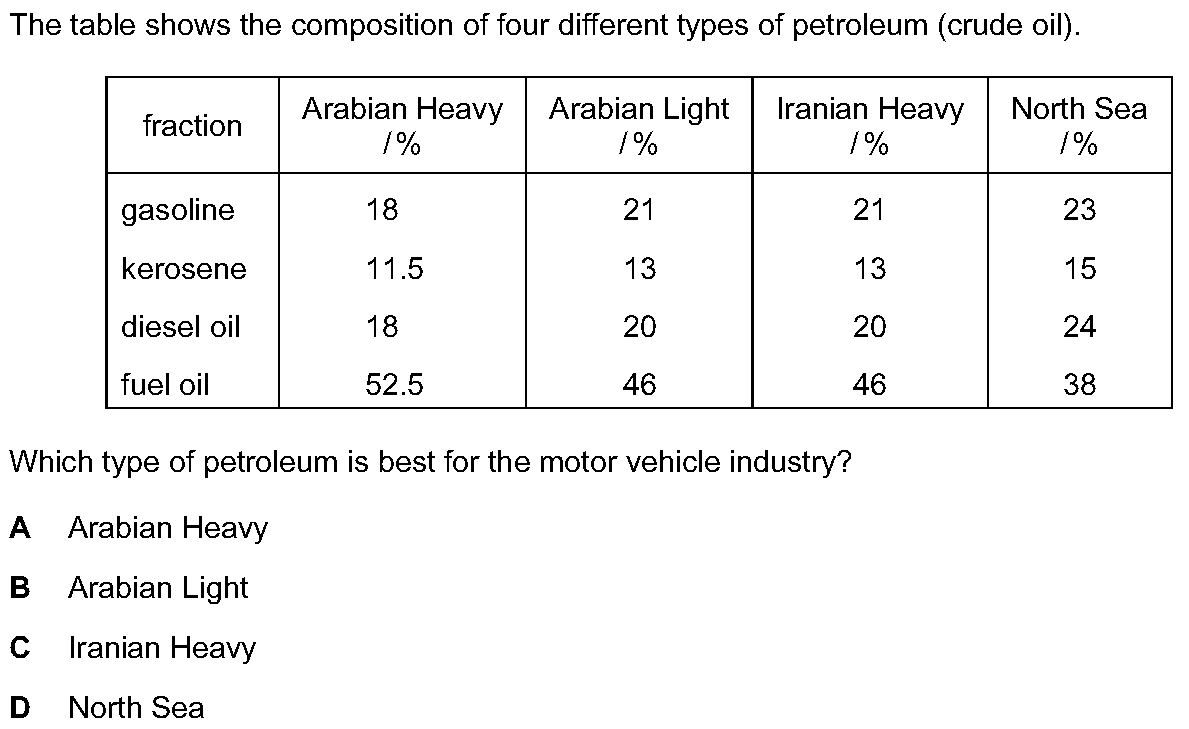 The table shows the composition of four different types of petroleum (crude oil).
fraction Arabian Heavy /% Arabian Light /% Iranian Heavy /% North Sea /%
gasoline 18 21 21 23
kerosene 11.5 13 13 15
diesel oil 18 20 20 24
fuel oil 52.5 46 46 38
Which type of petroleum is best for the motor vehicle industry?
A Arabian Heavy
B Arabian Light
C Iranian Heavy
D North Sea